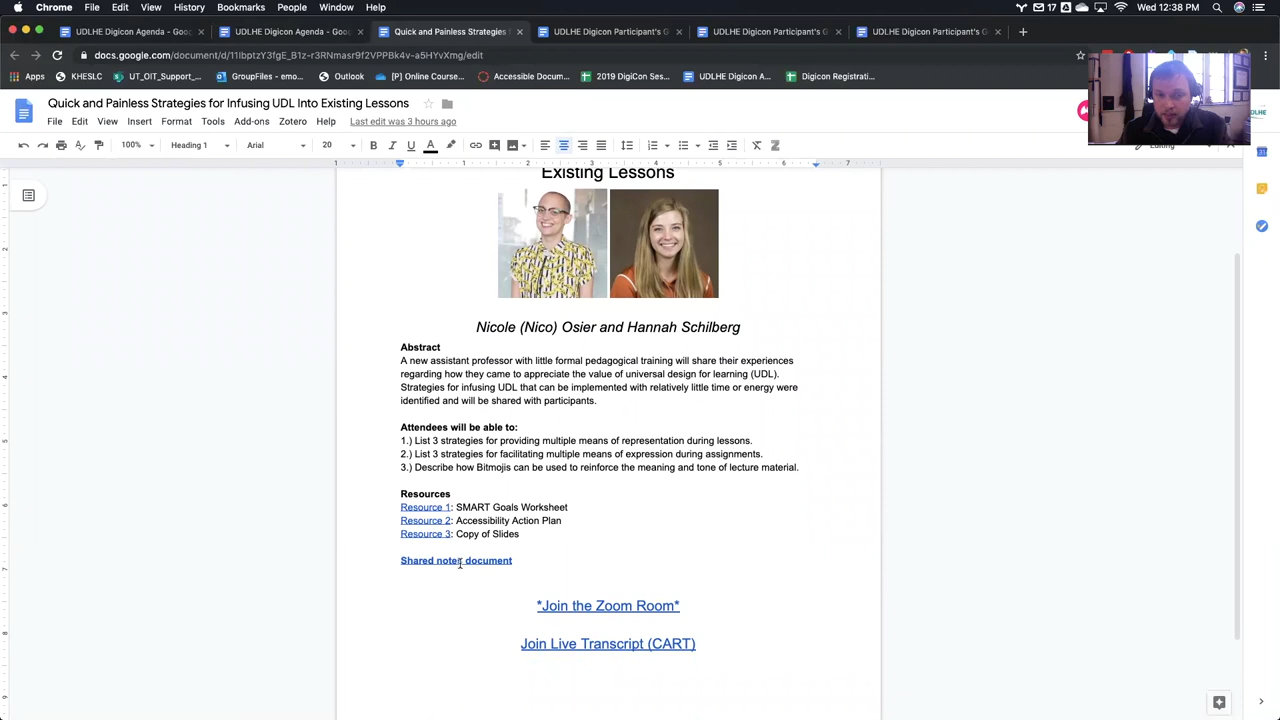 Chrome File Edit View History Bookmarks People Window Help 17 Wed 12:38 PM
UDLHE Digicon Agenda - Goo UDLHE Digicon Agenda - Goo Quick and Painless Strategies UDLHE Digicon Participant's G UDLHE Digicon Participant's G UDLHE Digicon Participant's G
docs.google.com/document/d/11lbptzY3fgE_B1z-r3RNmasr9f2VPPBk4-a5HYvXmyI/edit
Apps KHESLC UT_OIT_Support_... GroupFiles - emo... Outlook [P] Online Course... Accessible Docum... 2019 DigiCon Ses... UDLHE Digicon A... Digicon Registrati...
Quick and Painless Strategies for Infusing UDL Into Existing Lessons
File Edit View Insert Format Tools Add-ons Zotero Help Last edit was 3 hours ago
100% Heading 1 Arial 20 B I U A Editing
Existing Lessons
Nicole (Nico) Osier and Hannah Schilberg
Abstract
A new assistant professor with little formal pedagogical training will share their experiences
regarding how they came to appreciate the value of universal design for learning (UDL).
Strategies for infusing UDL that can be implemented with relatively little time or energy were
identified and will be shared with participants.
Attendees will be able to:
1.) List 3 strategies for providing multiple means of representation during lessons.
2.) List 3 strategies for facilitating multiple means of expression during assignments.
3.) Describe how Bitmojis can be used to reinforce the meaning and tone of lecture material.
Resources
Resource 1: SMART Goals Worksheet
Resource 2: Accessibility Action Plan
Resource 3: Copy of Slides
Shared notes document
*Join the Zoom Room*
Join Live Transcript (CART)